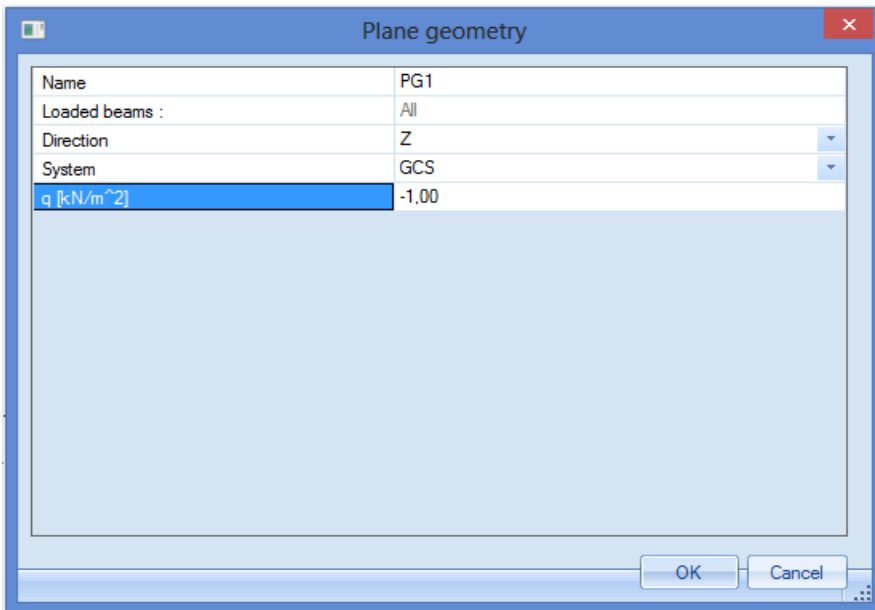 Plane geometry
Name PG1
Loaded beams : All
Direction Z
System GCS
q [kN/m^2] -1,00
OK Cancel